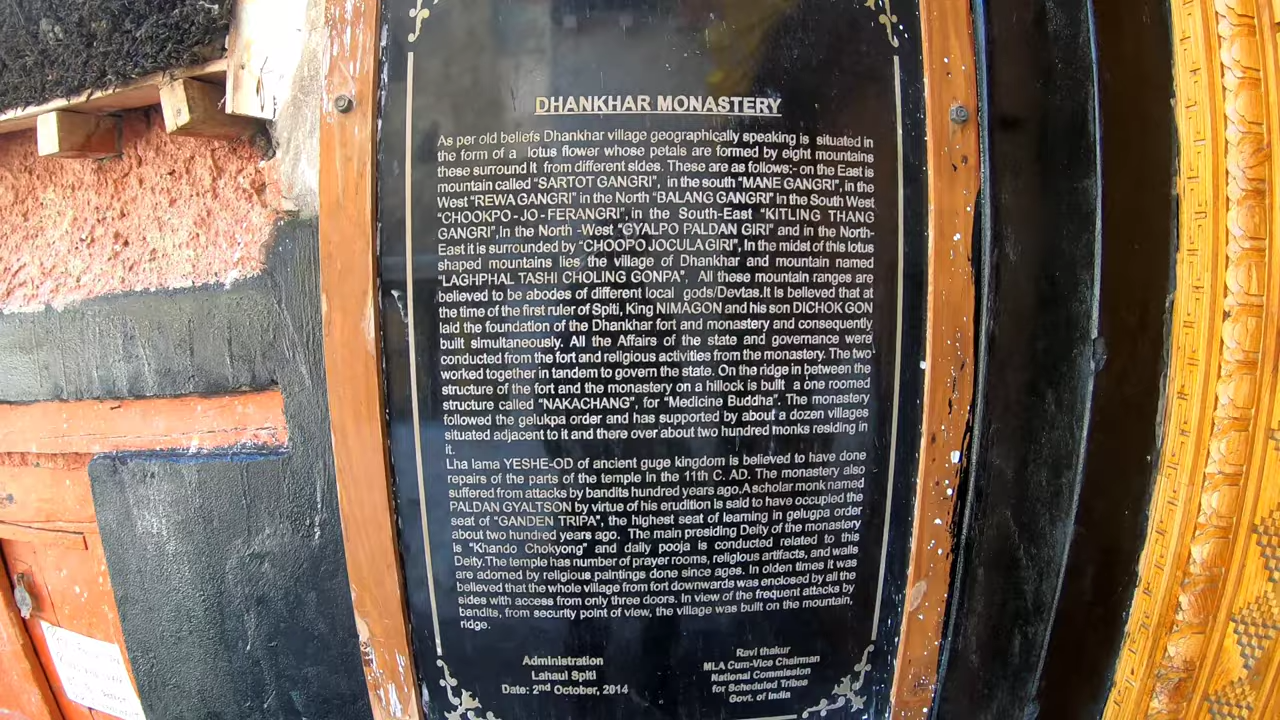 DHANKHAR MONASTERY
As per old beliefs Dhankhar village geographically speaking is situated in
the form of a lotus flower whose petals are formed by eight mountains
these surround It from different sides. These are as follows:- on the East is
mountain called "SARTOT GANGRI", in the south "MANE GANGRI", in the
West "REWA GANGRI" in the North "BALANG GANGRI" in the South West
"CHOOKPO - JO - FERANGRI", in the South-East "KITLING THANG
GANGRI",In the North -West "GYALPO PALDAN GIRI" and in the North-
East it is surrounded by "CHOOPO JOCULA GIRI", In the midst of this lotus
shaped mountains lies the village of Dhankhar and mountain named
"LAGHPHAL TASHI CHOLING GONPA", All these mountain ranges are
believed to be abodes of different local gods/Devtas.It Is believed that at
the time of the first ruler of Spiti, King NIMAGON and his son DICHOK GON
laid the foundation of the Dhankhar fort and monastery and consequently
built simultaneously. All the Affairs of the state and governance were
conducted from the fort and religious activities from the monastery. The two
worked together in tandem to govern the state. On the ridge in between the
structure of the fort and the monastery on a hillock is built a one roomed
structure called "NAKACHANG", for "Medicine Buddha". The monastery
followed the gelukpa order and has supported by about a dozen villages
situated adjacent to it and there over about two hundred monks residing in
it.
Lha lama YESHE-OD of ancient guge kingdom is believed to have done
repairs of the parts of the temple in the 11th C. AD. The monastery also
suffered from attacks by bandits hundred years ago.A scholar monk named
PALDAN GYALTSON by virtue of his erudition is said to have occupied the
seat of "GANDEN TRIPA", the highest seat of learning in gelugpa order
about two hundred years ago. The main presiding Deity of the monastery
is "Khando Chokyong" and daily pooja is conducted related to this
Deity.The temple has number of prayer rooms, religious artifacts, and walls
are adorned by religious paintings done since ages. In olden times it was
believed that the whole village from fort downwards was enclosed by all the
sides with access from only three doors. In view of the frequent attacks by
bandits, from security point of view, the village was built on the mountain,
ridge.
Administration
Lahaul Spiti
Date: 2nd October, 2014
Ravi thakur
MLA Cum-Vice Chairman
National Commission
for Scheduled Tribes
Govt. of India